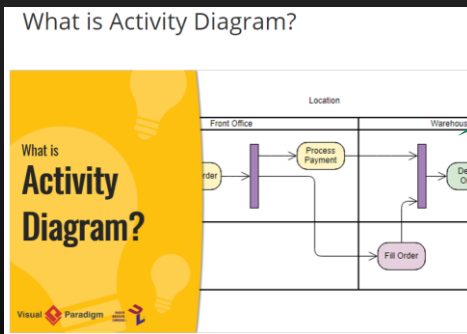 What is Activity Diagram?
Location
Front Office
Warehous
What is
Activity
Diagram?
rder
Process
Payment
De
O
Fill Order
Visual Paradigm